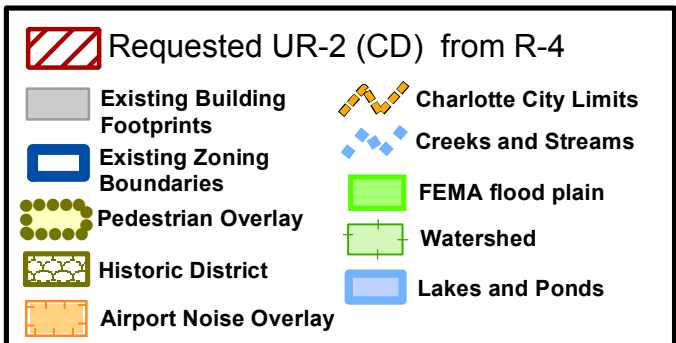 Requested UR-2 (CD) from R-4
Existing Building
Footprints
Existing Zoning
Boundaries
Pedestrian Overlay
Historic District
Airport Noise Overlay
Charlotte City Limits
Creeks and Streams
FEMA flood plain
Watershed
Lakes and Ponds